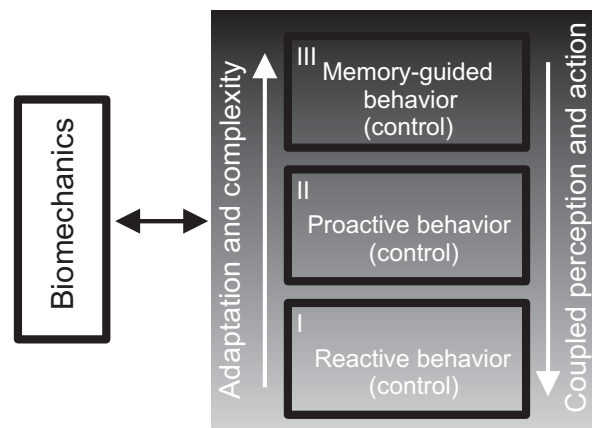 Biomechanics
Adaptation and complexity
III
Memory-guided
behavior
(control)
II
Proactive behavior
(control)
I
Reactive behavior
(control)
Coupled perception and action